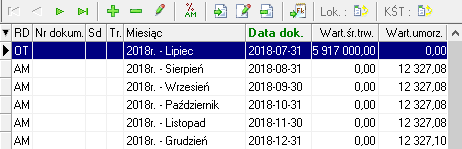 % AM Lok. : KŚT :
RD Nr dokum. Sd Tr. Miesiąc Data dok. Wart.śr.trw. Wart.umorz.
OT 2018r. - Lipiec 2018-07-31 5 917 000,00 0,00
AM 2018r. - Sierpień 2018-08-31 0,00 12 327,08
AM 2018r. - Wrzesień 2018-09-30 0,00 12 327,08
AM 2018r. - Październik 2018-10-31 0,00 12 327,08
AM 2018r. - Listopad 2018-11-30 0,00 12 327,08
AM 2018r. - Grudzień 2018-12-31 0,00 12 327,10